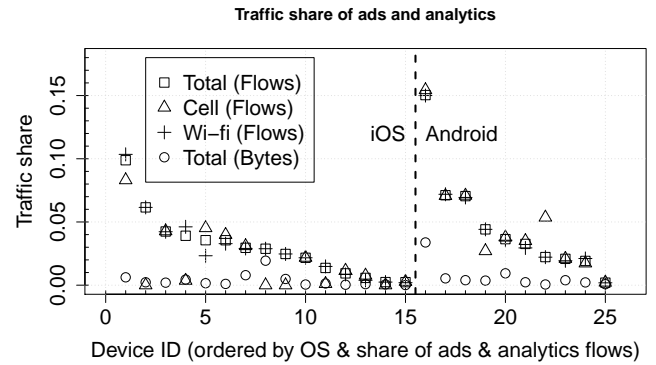 Traffic share of ads and analytics
Total (Flows)
Cell (Flows)
Wi−fi (Flows)
Total (Bytes)
iOS
Android
Traffic share
0.15
0.10
0.05
0.00
0 5 10 15 20 25
Device ID (ordered by OS & share of ads & analytics flows)